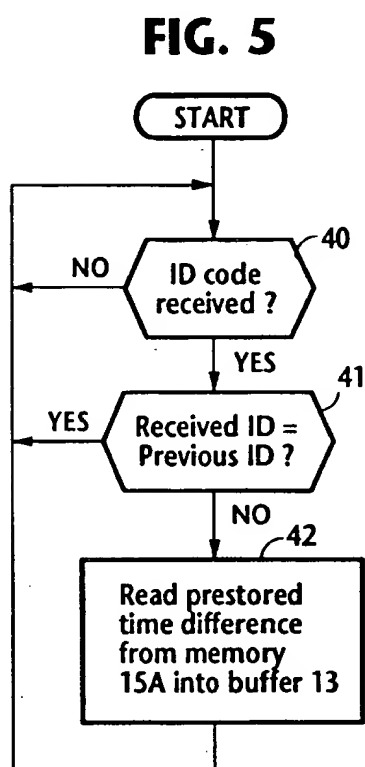 FIG. 5
START
40
NO
ID code
received ?
YES
41
YES
Received ID =
Previous ID ?
NO
42
Read prestored
time difference
from memory
15A into buffer 13